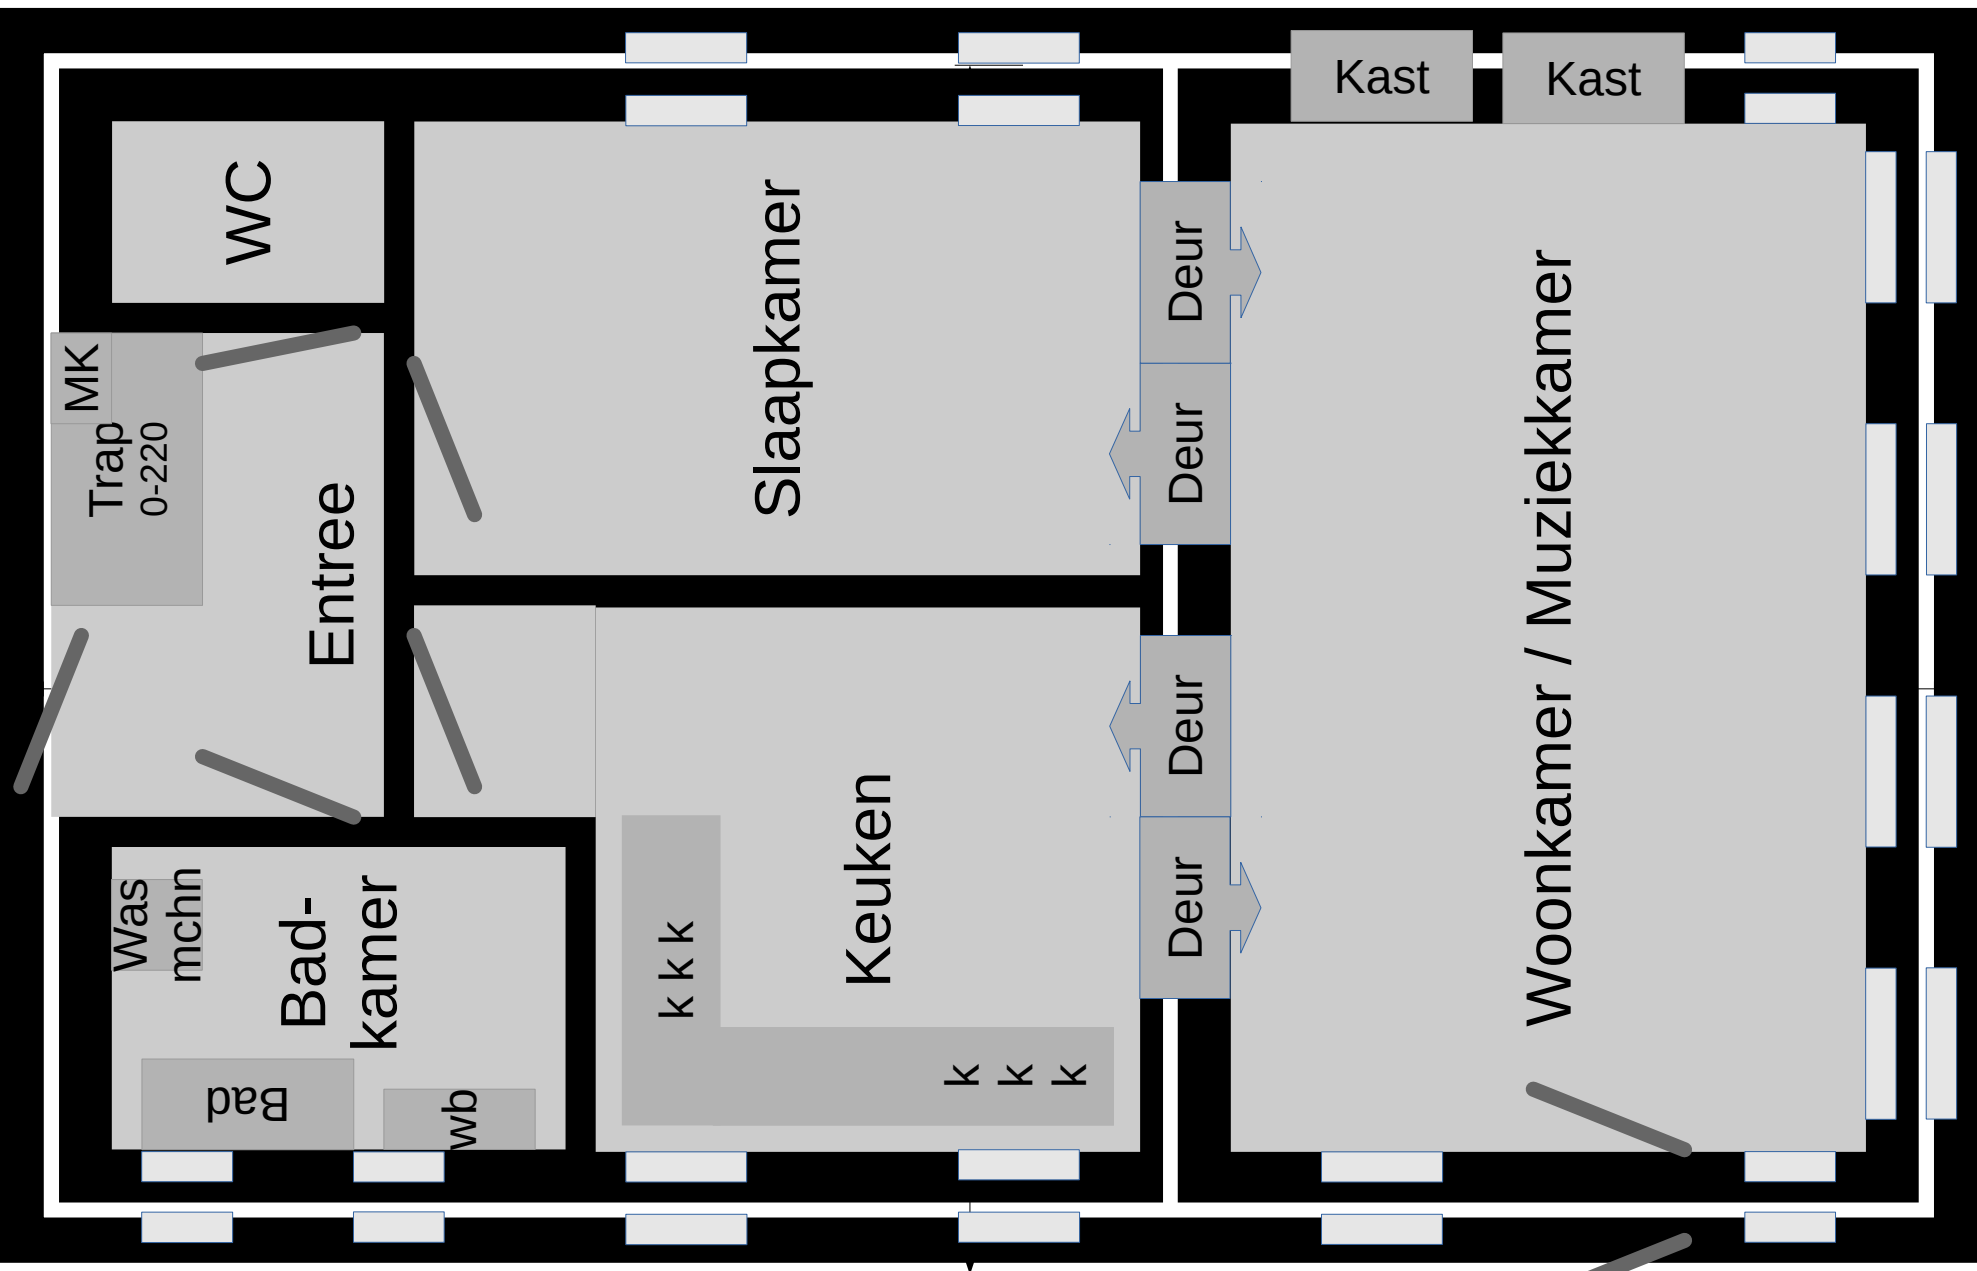 Kast
Kast
WC
Slaapkamer
Deur
Deur
MK
Trap
0-220
Entree
Woonkamer / Muziekkamer
Deur
Deur
Keuken
k k k
k
k
k
Was
mchn
Bad-
kamer
Bad
wb